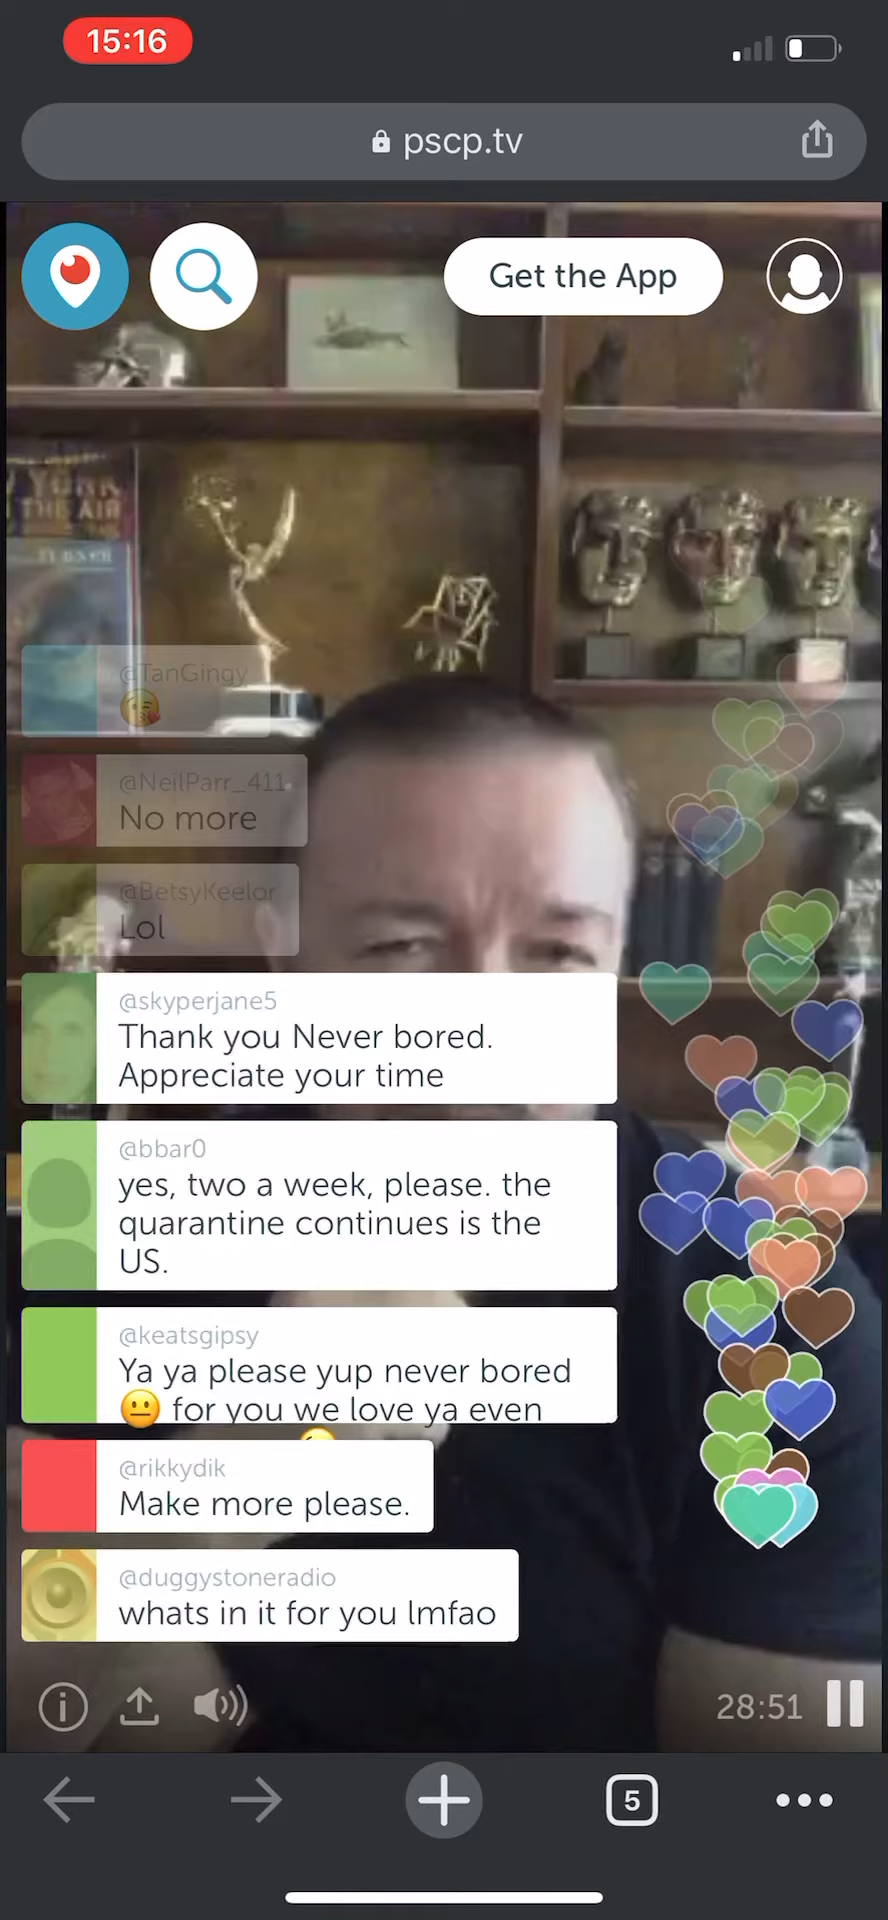 15:16
pscp.tv
Get the App
YORK
THE AIR
@TanGingy
@NeilParr_411
No more
@BetsyKeelor
Lol
@skyperjane5
Thank you Never bored.
Appreciate your time
@bbar0
yes, two a week, please. the
quarantine continues is the
US.
@keatsgipsy
Ya ya please yup never bored
😐 for you we love ya even
@rikkydik
Make more please.
@duggystoneradio
whats in it for you lmfao
28:51
5